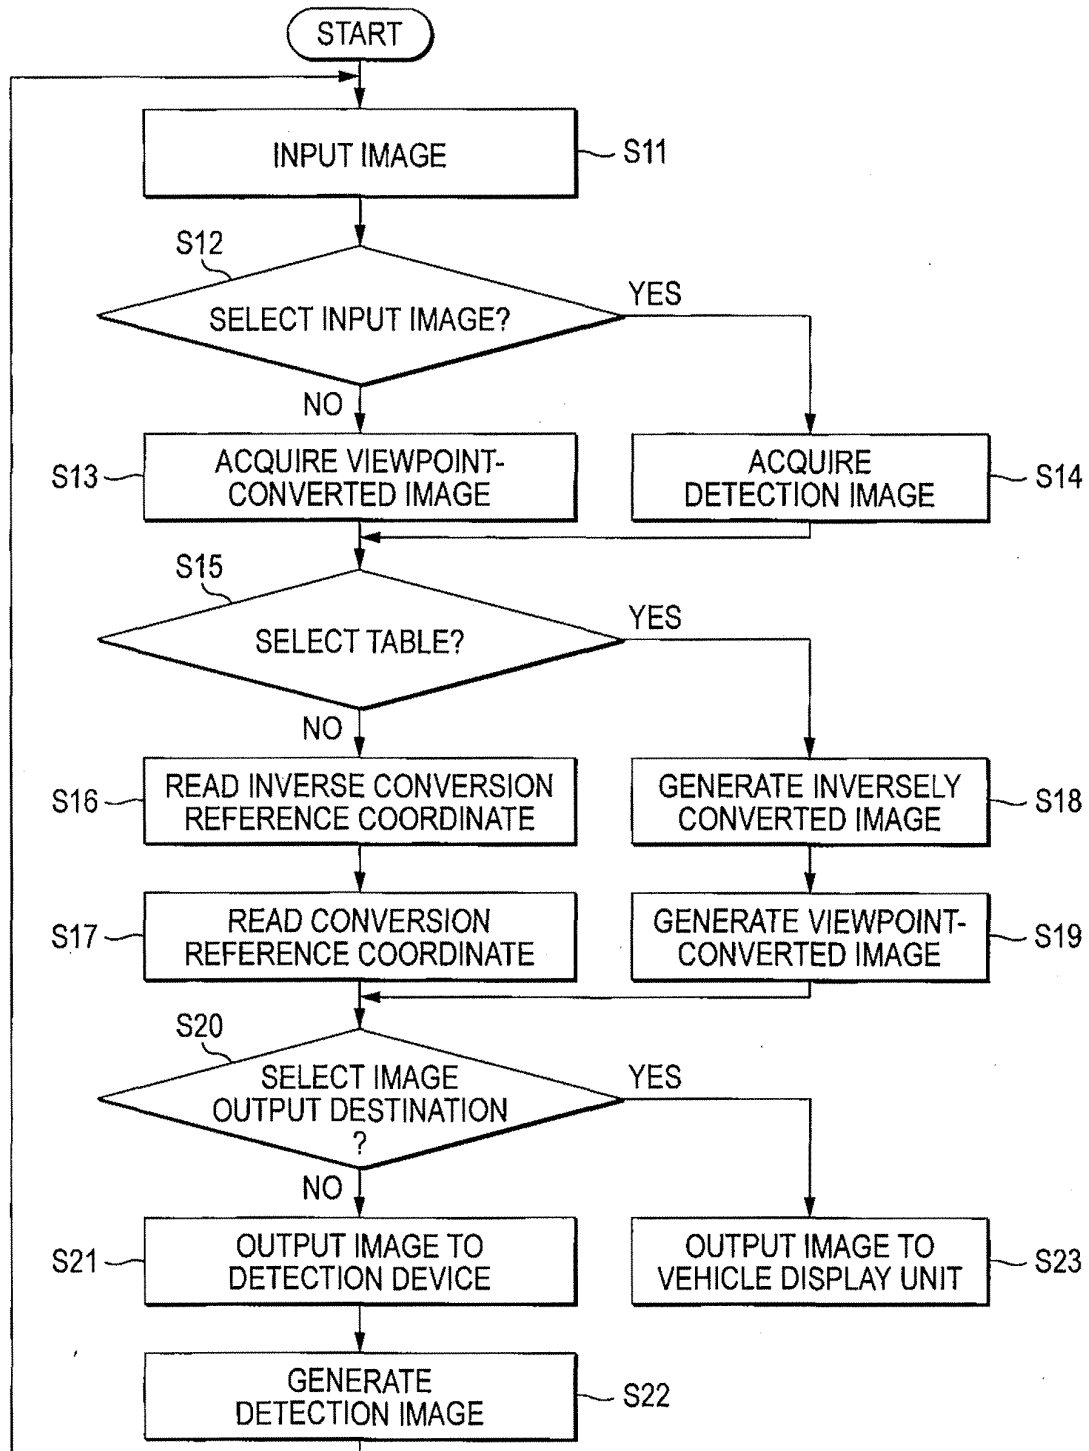 START
INPUT IMAGE
S11
S12
SELECT INPUT IMAGE?
YES
NO
S13
ACQUIRE VIEWPOINT-
CONVERTED IMAGE
ACQUIRE
DETECTION IMAGE
S14
S15
SELECT TABLE?
YES
NO
S16
READ INVERSE CONVERSION
REFERENCE COORDINATE
GENERATE INVERSELY
CONVERTED IMAGE
S18
S17
READ CONVERSION
REFERENCE COORDINATE
GENERATE VIEWPOINT-
CONVERTED IMAGE
S19
S20
SELECT IMAGE
OUTPUT DESTINATION
?
YES
NO
S21
OUTPUT IMAGE TO
DETECTION DEVICE
OUTPUT IMAGE TO
VEHICLE DISPLAY UNIT
S23
GENERATE
DETECTION IMAGE
S22